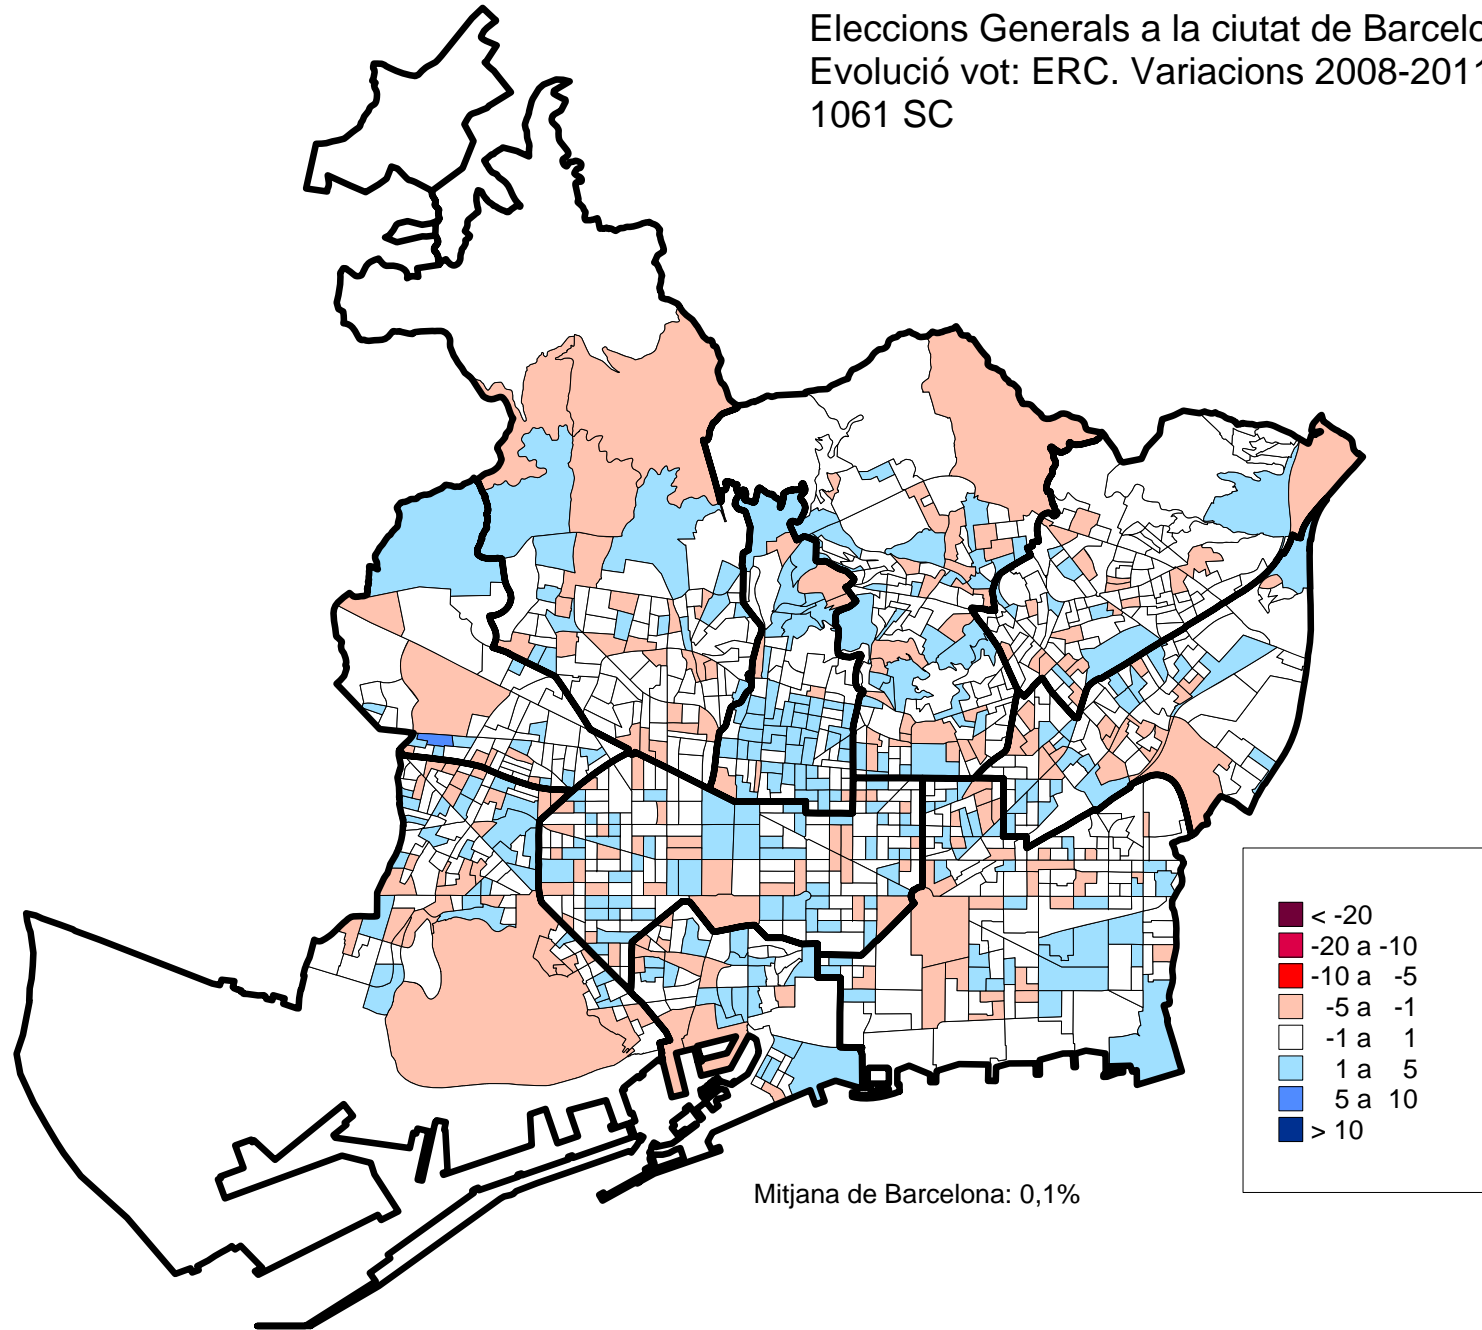 Eleccions Generals a la ciutat de Barcelo
Evolució vot: ERC. Variacions 2008-2011
1061 SC
< -20
-20 a -10
-10 a -5
-5 a -1
-1 a 1
1 a 5
5 a 10
> 10
Mitjana de Barcelona: 0,1%